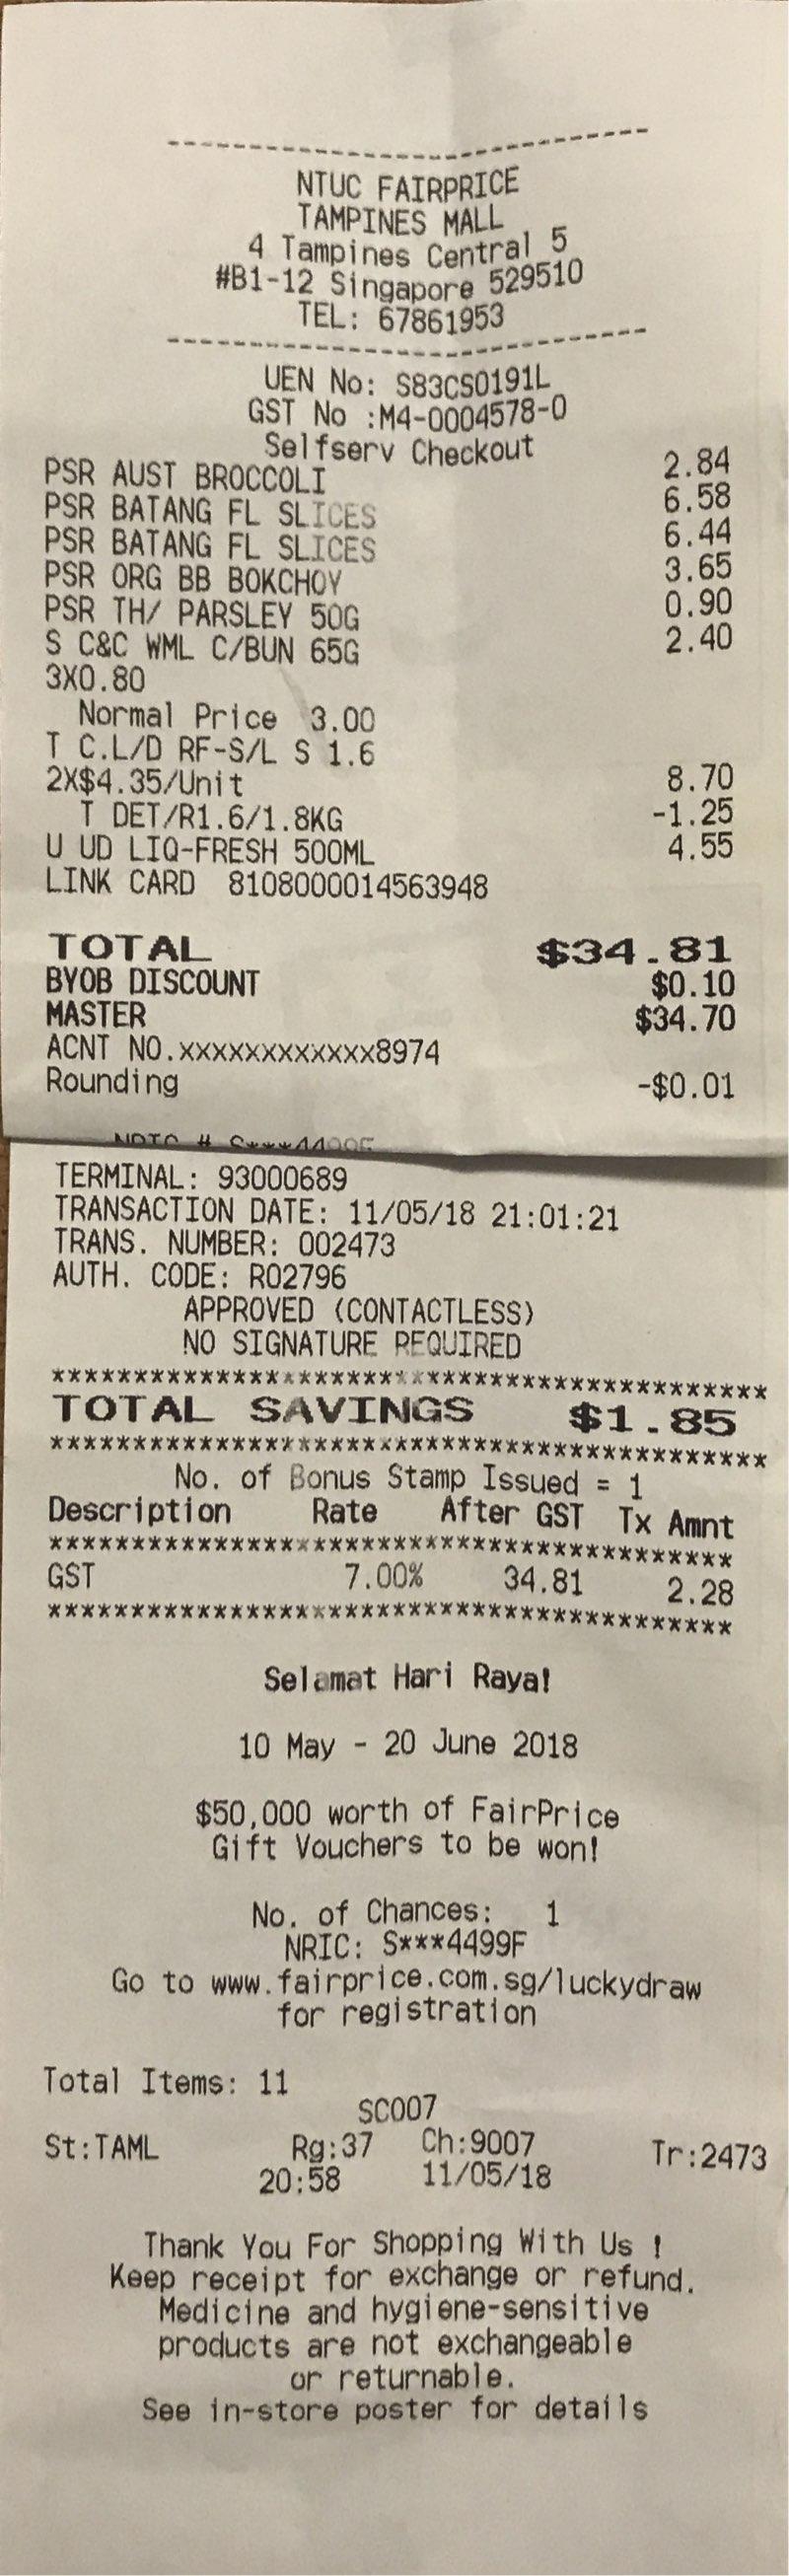 NTUC FAIRPRICE
TAMPINES MALL
4 Tampines Central 5
#B1-12 Singapore 529510
TEL: 67861953
UEN No: S83CS0191L
GST No :M4-0004578-0
Selfserv Checkout
PSR AUST BROCCOLI 2.84
PSR BATANG FL SLICES 6.58
PSR BATANG FL SLICES 6.44
PSR ORG BB BOKCHOY 3.65
PSR TH/ PARSLEY 50G 0.90
S C&C WML C/BUN 65G 2.40
3X0.80
Normal Price 3.00
T C.L/D RF-S/L S 1.6
2X$4.35/Unit 8.70
T DET/R1.6/1.8KG -1.25
U UD LIQ-FRESH 500ML 4.55
LINK CARD 8108000014563948
TOTAL $34.81
BYOB DISCOUNT $0.10
MASTER $34.70
ACNT NO.xxxxxxxxxxxx8974
Rounding -$0.01
NRIC # S***4499F
TERMINAL: 93000689
TRANSACTION DATE: 11/05/18 21:01:21
TRANS. NUMBER: 002473
AUTH. CODE: R02796
APPROVED (CONTACTLESS)
NO SIGNATURE REQUIRED
TOTAL SAVINGS $1.85
No. of Bonus Stamp Issued = 1
Description Rate After GST Tx Amnt
GST 7.00% 34.81 2.28
Selamat Hari Raya!
10 May - 20 June 2018
$50,000 worth of FairPrice
Gift Vouchers to be won!
No. of Chances: 1
NRIC: S***4499F
Go to www.fairprice.com.sg/luckydraw
for registration
Total Items: 11
SC007
St:TAML Rg:37 Ch:9007 Tr:2473
20:58 11/05/18
Thank You For Shopping With Us !
Keep receipt for exchange or refund.
Medicine and hygiene-sensitive
products are not exchangeable
or returnable.
See in-store poster for details